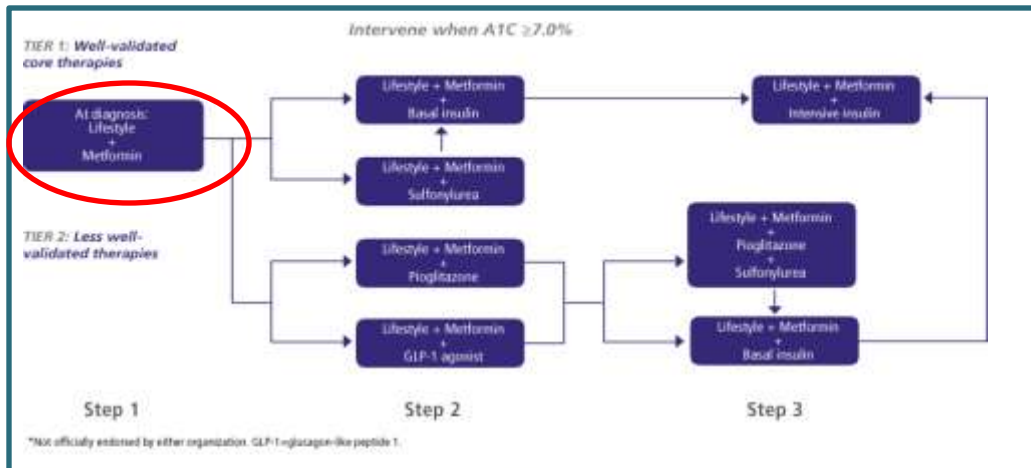 Intervene when A1C ≥7.0%
TIER 1: Well-validated
core therapies
At diagnosis:
Lifestyle
+
Metformin
Lifestyle + Metformin
+
Basal insulin
Lifestyle + Metformin
+
Intensive insulin
Lifestyle + Metformin
+
Sulfonylurea
TIER 2: Less well-
validated therapies
Lifestyle + Metformin
+
Pioglitazone
Lifestyle + Metformin
+
Pioglitazone
+
Sulfonylurea
Lifestyle + Metformin
+
GLP-1 agonist
Lifestyle + Metformin
+
Basal insulin
Step 1
Step 2
Step 3
*Not officially endorsed by either organization. GLP-1=glucagon-like peptide 1.